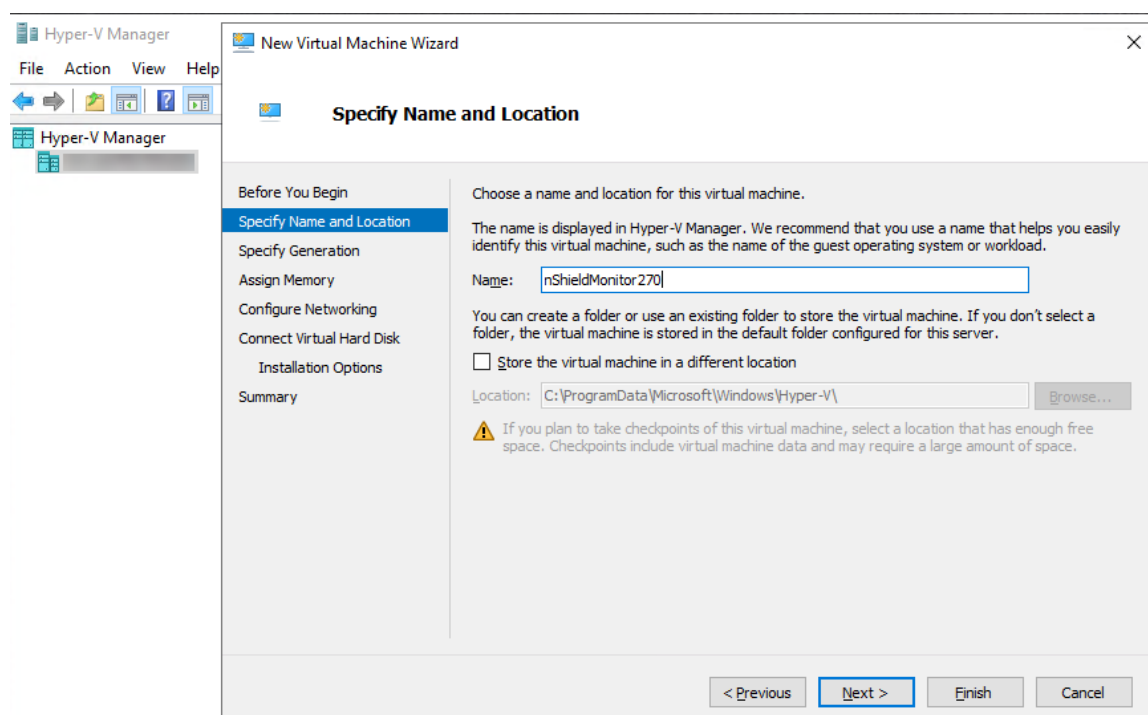 Hyper-V Manager
File Action View Help
Hyper-V Manager
New Virtual Machine Wizard
Specify Name and Location
Before You Begin
Specify Name and Location
Specify Generation
Assign Memory
Configure Networking
Connect Virtual Hard Disk
Installation Options
Summary
Choose a name and location for this virtual machine.
The name is displayed in Hyper-V Manager. We recommend that you use a name that helps you easily
identify this virtual machine, such as the name of the guest operating system or workload.
Name: nShieldMonitor270
You can create a folder or use an existing folder to store the virtual machine. If you don't select a
folder, the virtual machine is stored in the default folder configured for this server.
Store the virtual machine in a different location
Location: C:\ProgramData\Microsoft\Windows\Hyper-V\ Browse...
If you plan to take checkpoints of this virtual machine, select a location that has enough free
space. Checkpoints include virtual machine data and may require a large amount of space.
< Previous Next > Finish Cancel